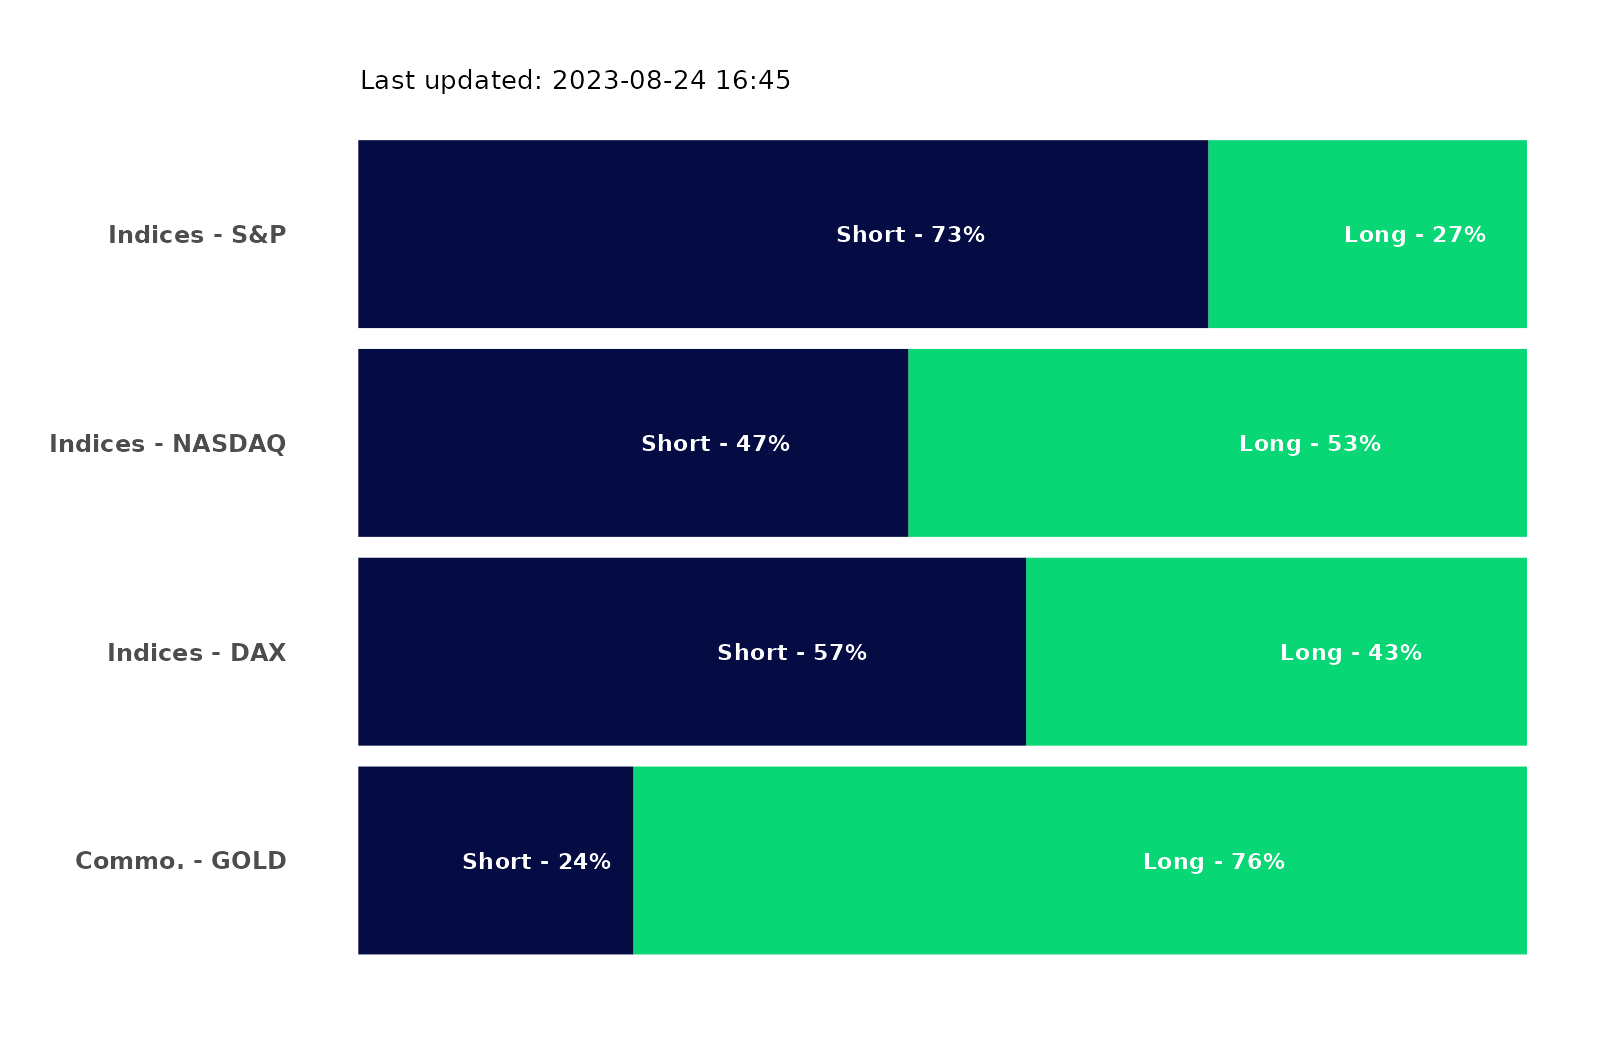 Last updated: 2023-08-24 16:45
Indices - S&P
Short - 73%
Long - 27%
Indices - NASDAQ
Short - 47%
Long - 53%
Indices - DAX
Short - 57%
Long - 43%
Commo. - GOLD
Short - 24%
Long - 76%